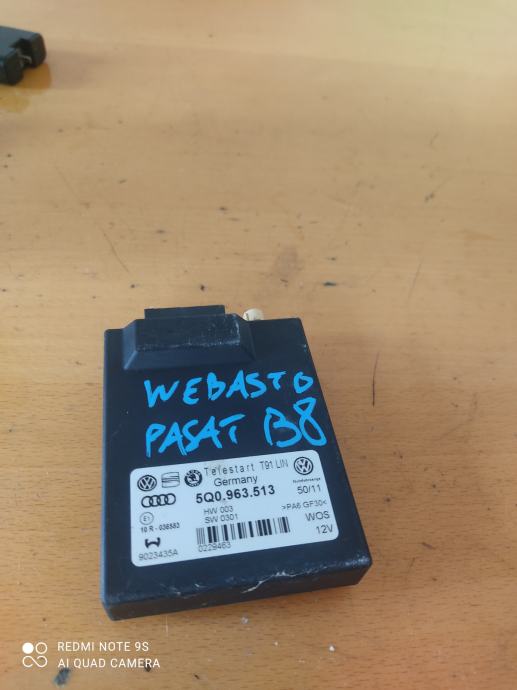 WEBASTO
PASAT B8
Telestart T91 LIN
Germany
5Q0.963.513
HW 003
SW 0301
50/11
>PA6 GF30<
10 R - 036583
WOS
12V
9023435A
0229463
REDMI NOTE 9S
AI QUAD CAMERA